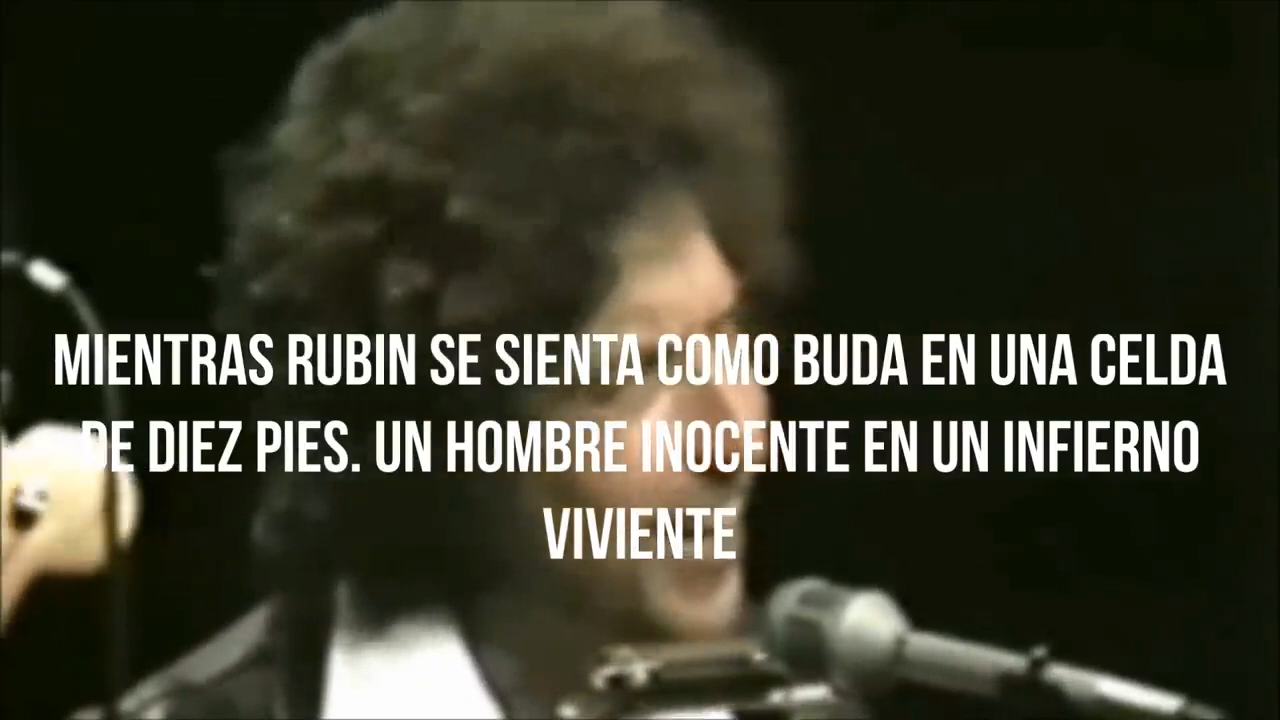 MIENTRAS RUBIN SE SIENTA COMO BUDA EN UNA CELDA
DE DIEZ PIES. UN HOMBRE INOCENTE EN UN INFIERNO
VIVIENTE